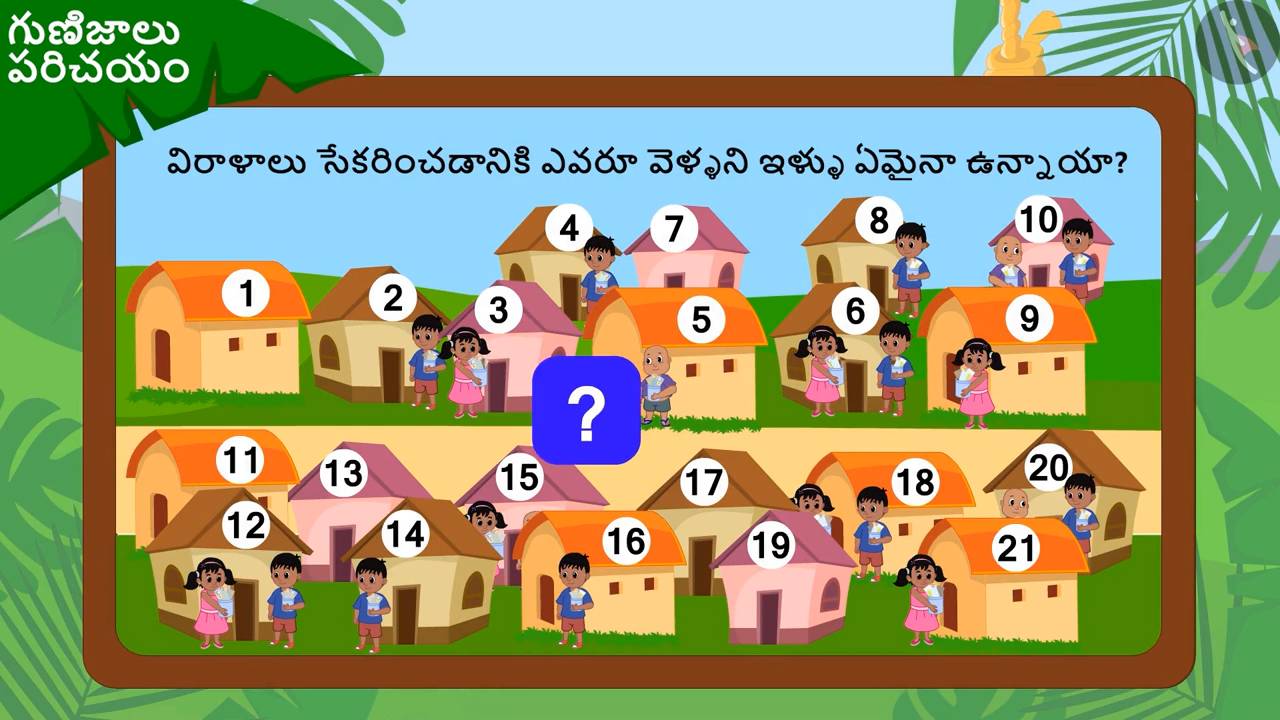 గుణిజాలు
పరిచయం
విరాళాలు సేకరించడానికి ఎవరూ వెళ్ళని ఇళ్ళు ఏమైనా ఉన్నాయా?
4 7 8 10
1 2 3 5 6 9
?
11 13 15 17 18 20
12 14 16 19 21